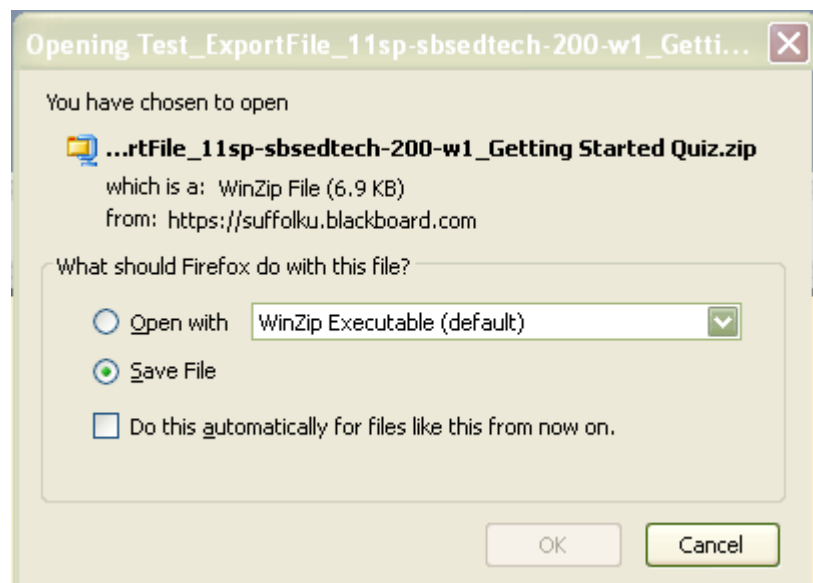 Opening Test_ExportFile_11sp-sbsedtech-200-w1_Getti...
You have chosen to open
...rtFile_11sp-sbsedtech-200-w1_Getting Started Quiz.zip
which is a: WinZip File (6.9 KB)
from: https://suffolku.blackboard.com
What should Firefox do with this file?
Open with WinZip Executable (default)
Save File
Do this automatically for files like this from now on.
OK Cancel